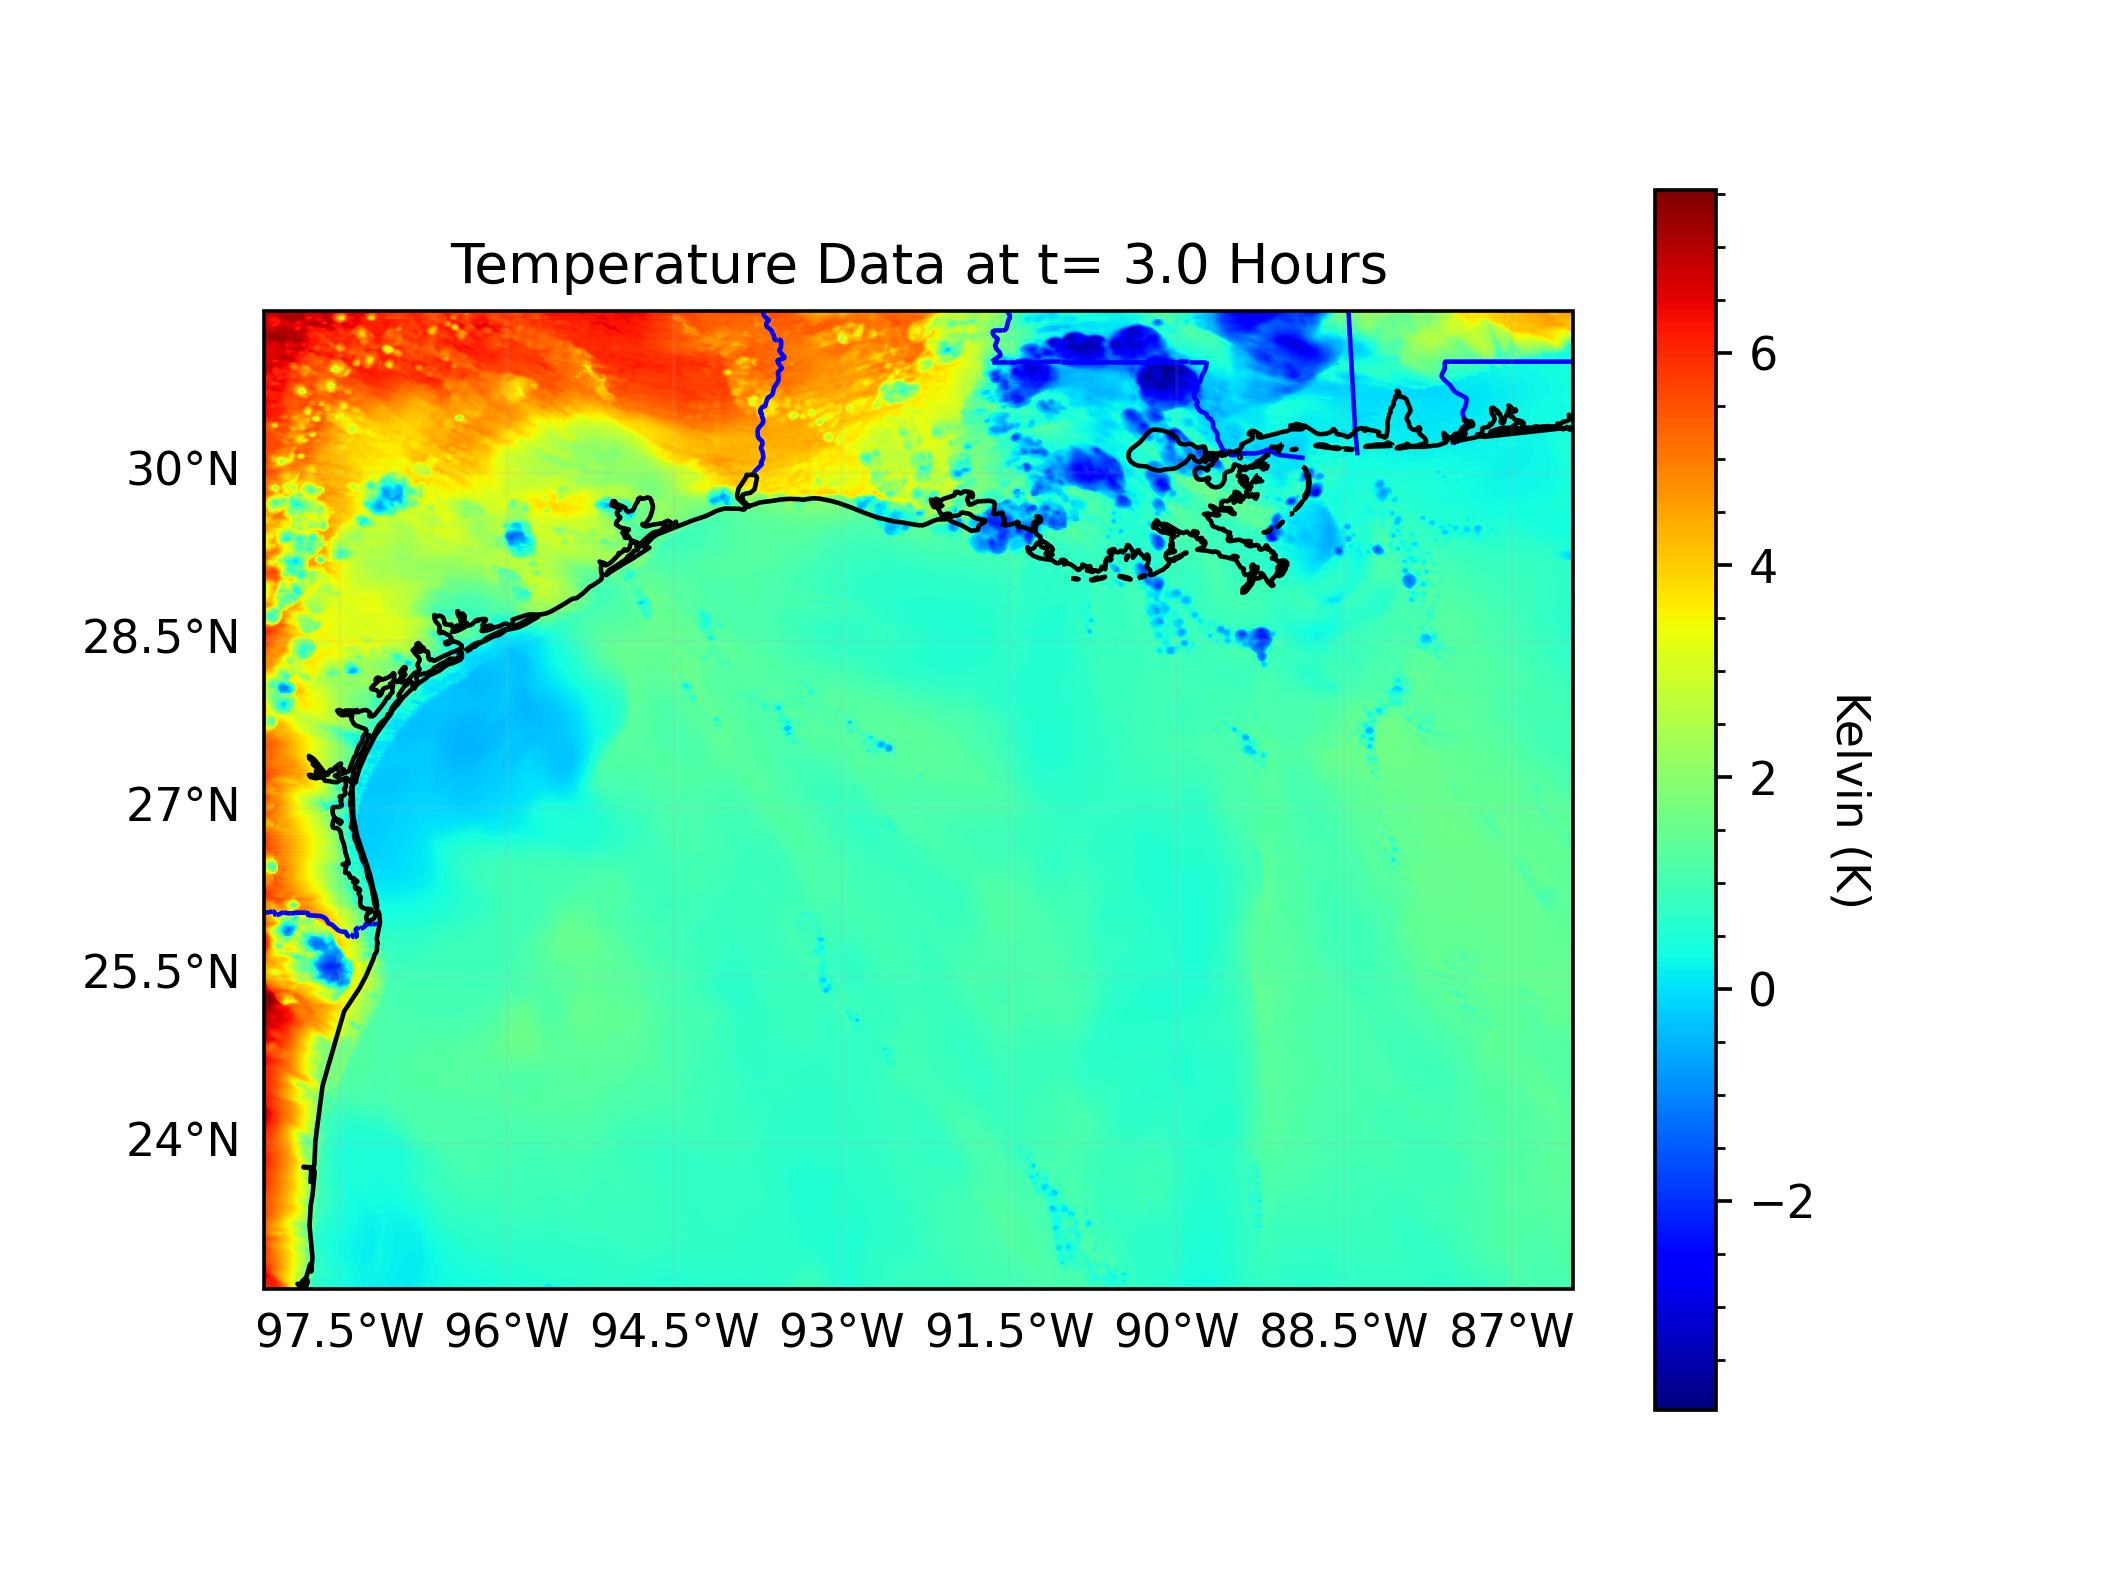 Temperature Data at t= 3.0 Hours
30°N
28.5°N
27°N
25.5°N
24°N
97.5°W 96°W 94.5°W 93°W 91.5°W 90°W 88.5°W 87°W
6
4
2
0
−2
Kelvin (K)